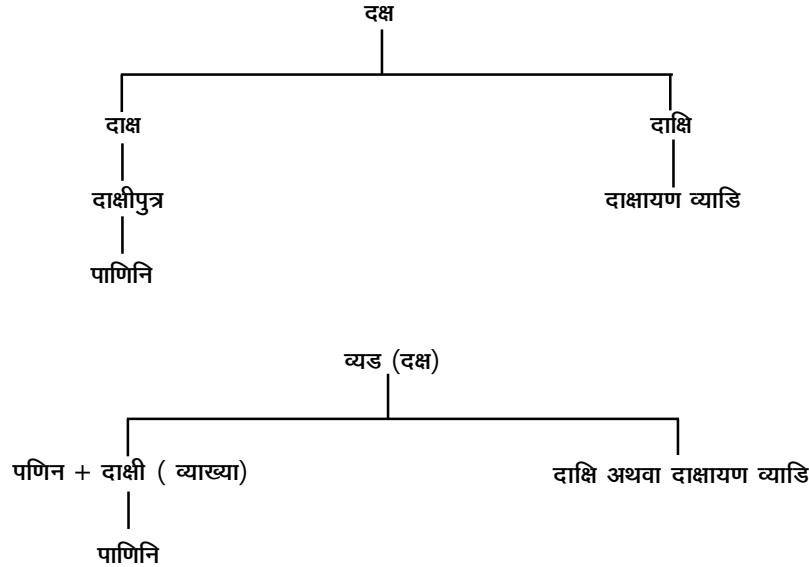 दक्ष
दाक्ष दाक्षि
दाक्षीपुत्र दाक्षायण व्याडि
पाणिनि
व्यड (दक्ष)
पणिन + दाक्षी ( व्याख्या) दाक्षि अथवा दाक्षायण व्याडि
पाणिनि